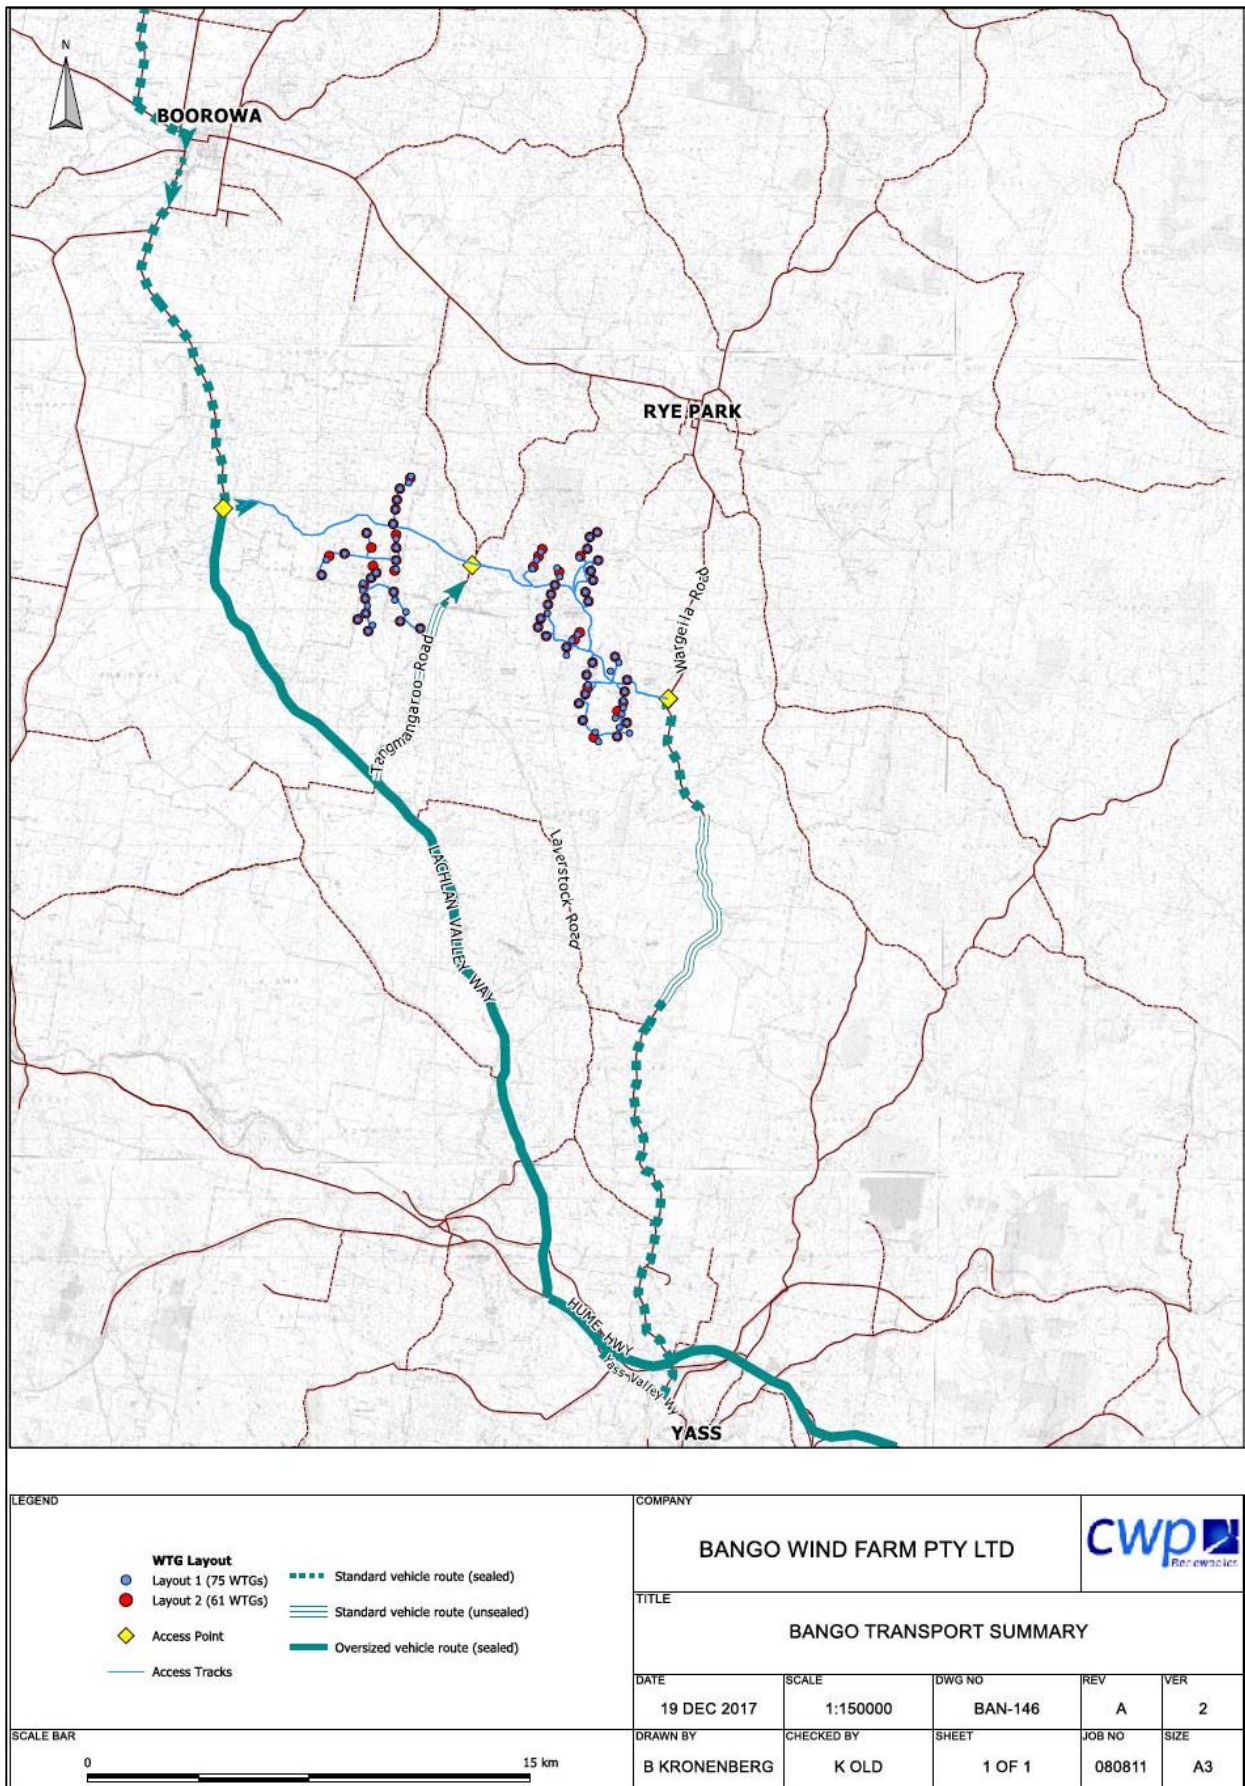 N
BOOROWA
RYE PARK
Wargeila-Road
Tangmangaroo Road
Laverstock-Road
LACHLAN VALLEY WAY
HUME HWY
Yass-Valley-Wy
YASS
LEGEND
WTG Layout
Layout 1 (75 WTGs)
Layout 2 (61 WTGs)
Access Point
Access Tracks
Standard vehicle route (sealed)
Standard vehicle route (unsealed)
Oversized vehicle route (sealed)
SCALE BAR
0 15 km
COMPANY
BANGO WIND FARM PTY LTD
cwp
Renewables
TITLE
BANGO TRANSPORT SUMMARY
DATE SCALE DWG NO REV VER
19 DEC 2017 1:150000 BAN-146 A 2
DRAWN BY CHECKED BY SHEET JOB NO SIZE
B KRONENBERG K OLD 1 OF 1 080811 A3